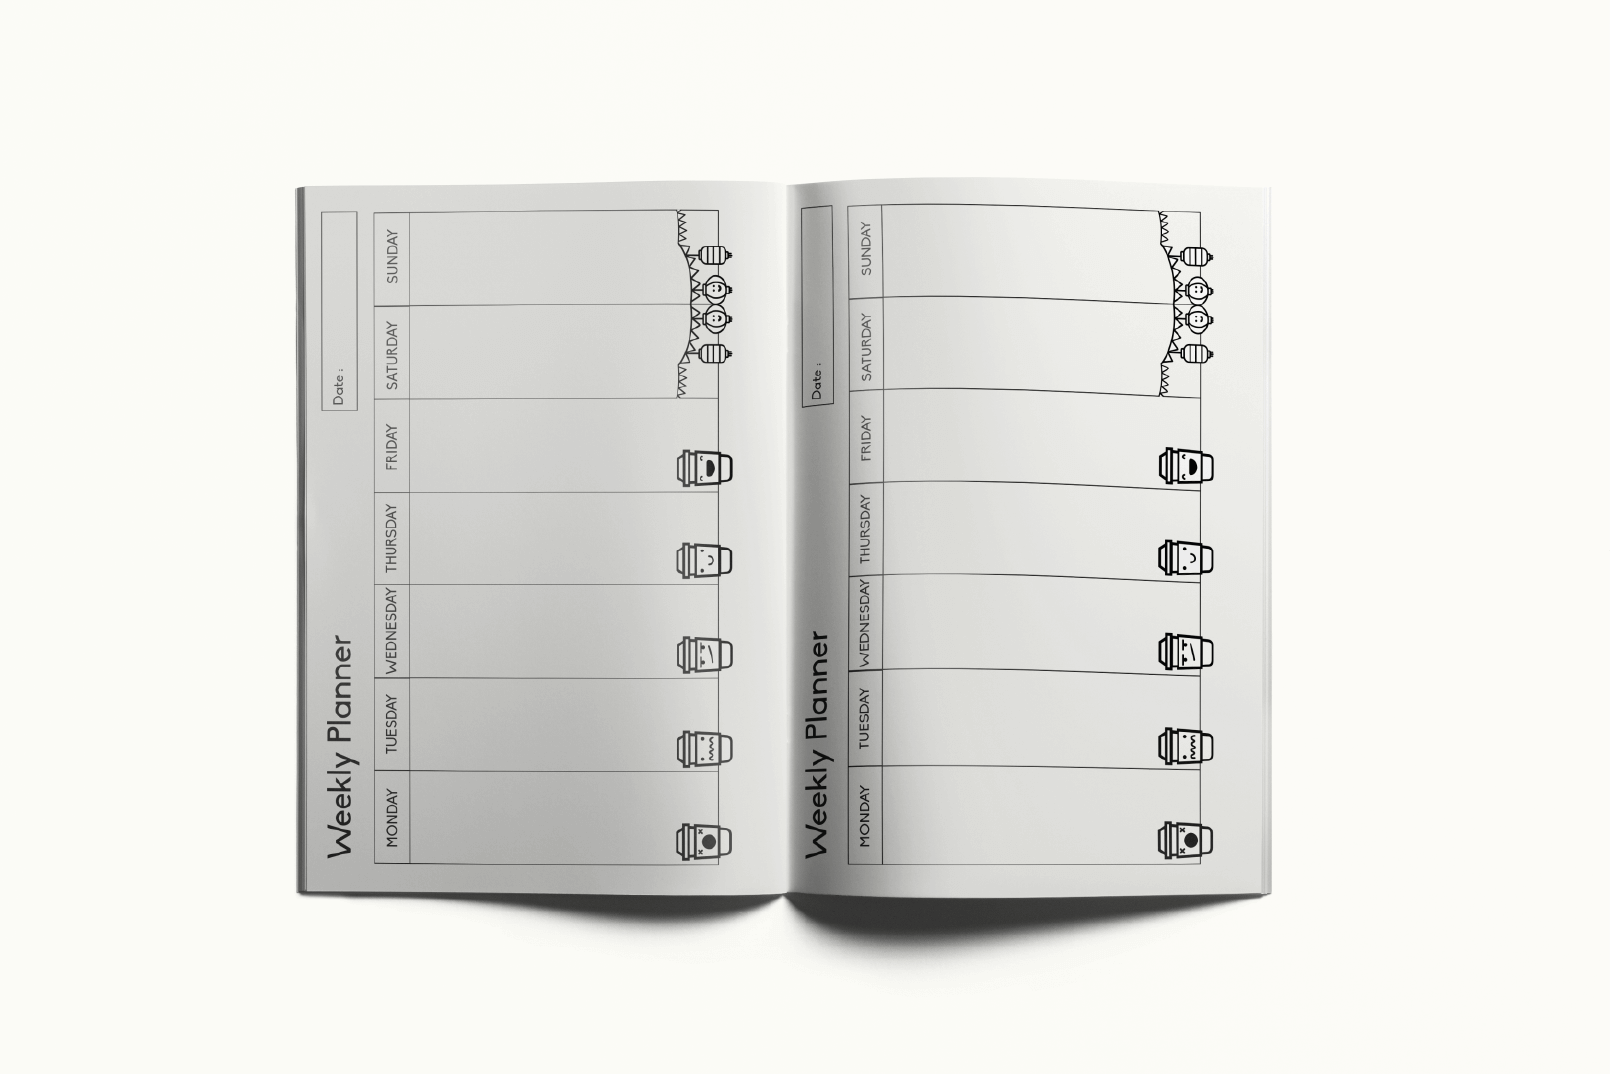 Weekly Planner
Date :
MONDAY
TUESDAY
WEDNESDAY
THURSDAY
FRIDAY
SATURDAY
SUNDAY
Weekly Planner
Date :
MONDAY
TUESDAY
WEDNESDAY
THURSDAY
FRIDAY
SATURDAY
SUNDAY